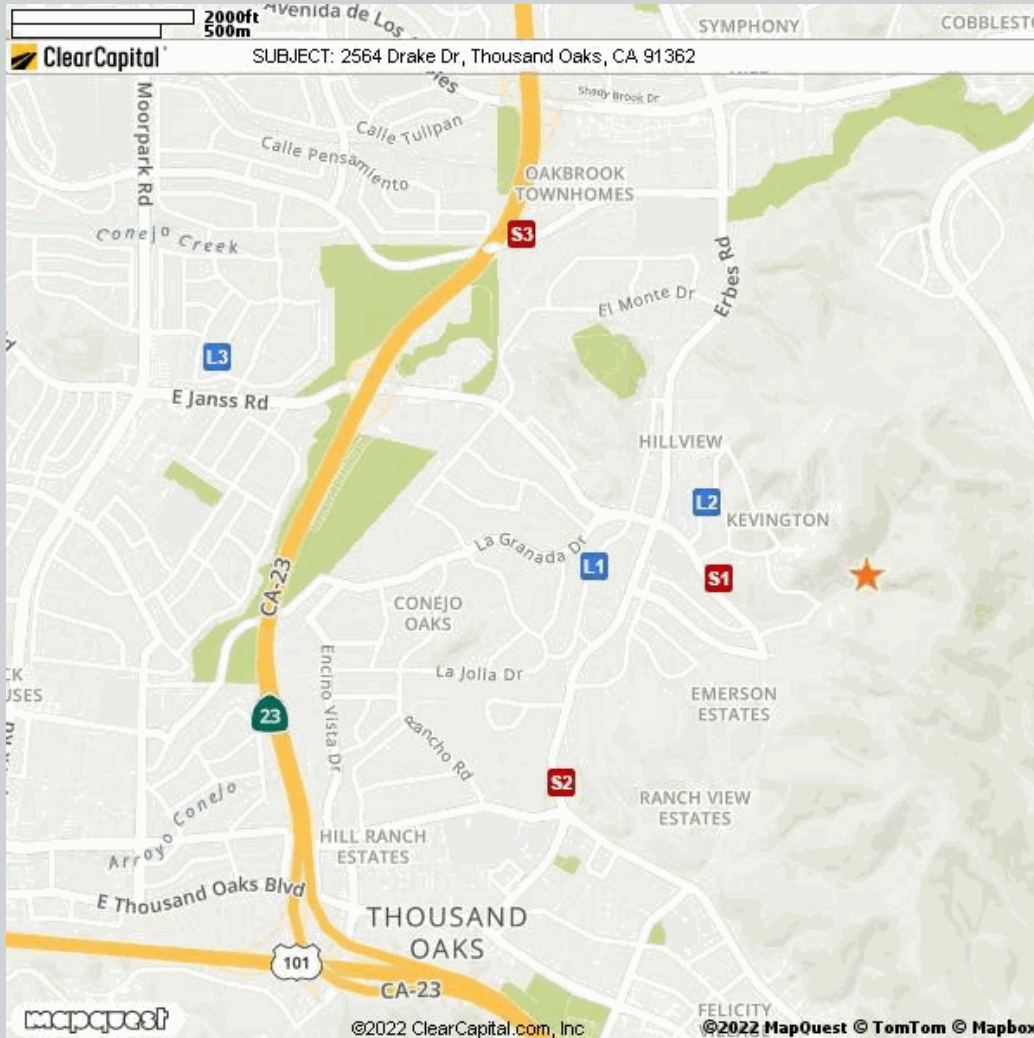 2000ft
500m
Avenida de Los
SYMPHONY
ClearCapital
SUBJECT: 2564 Drake Dr, Thousand Oaks, CA 91362
Shady Brook Dr
Moorpark Rd
Calle Tulipan
Calle Pensamiento
OAKBROOK
TOWNHOMES
Conejo Creek
S3
Erbes Rd
El Monte Dr
L3
E Janss Rd
HILLVIEW
L2
KEVINGTON
La Granada Dr
L1
S1
CA-23
CONEJO
OAKS
La Jolla Dr
Encino Vista Dr
EMERSON
ESTATES
23
Rancho Rd
S2
RANCH VIEW
ESTATES
Arroyo Conejo
HILL RANCH
ESTATES
E Thousand Oaks Blvd
THOUSAND
OAKS
101
CA-23
FELICITY
mapquest
©2022 ClearCapital.com, Inc
©2022 MapQuest © TomTom © Mapbox